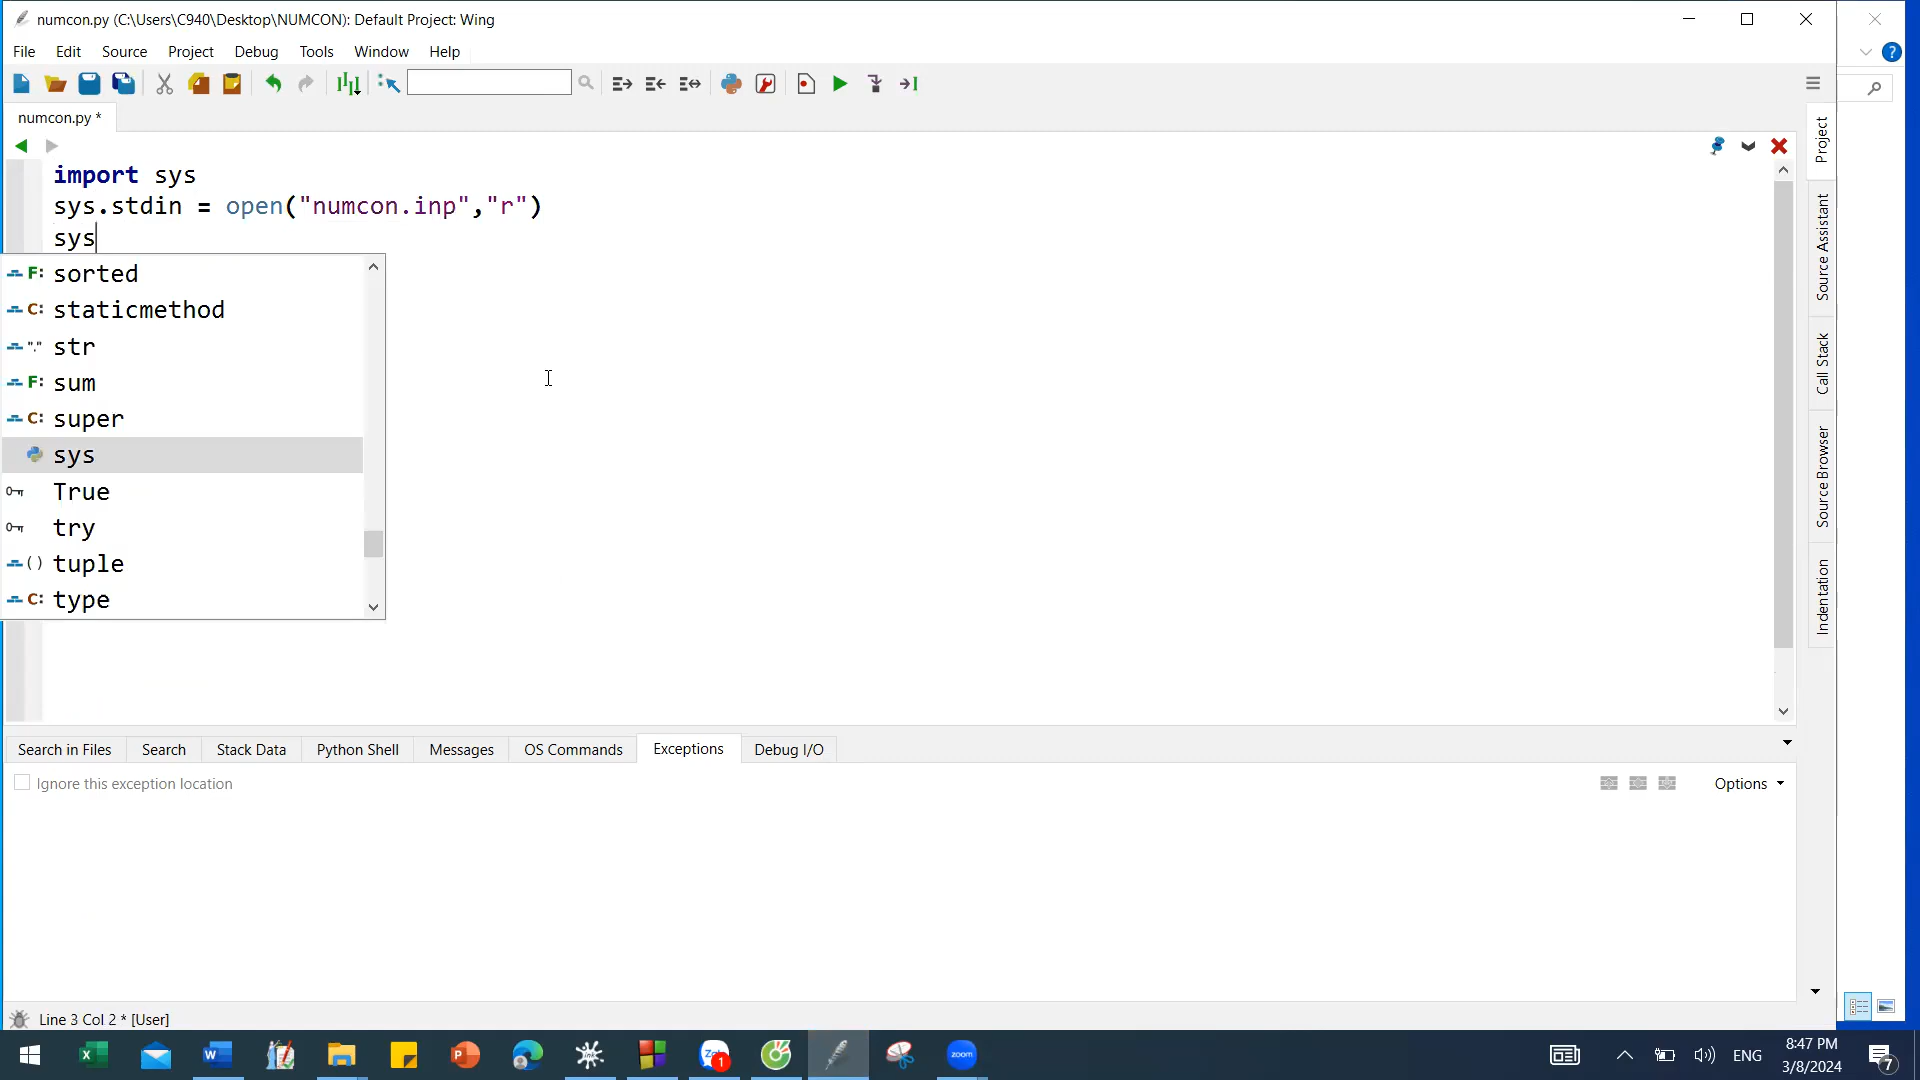 numcon.py (C:\Users\C940\Desktop\NUMCON): Default Project: Wing
File Edit Source Project Debug Tools Window Help
numcon.py *
import sys
sys.stdin = open("numcon.inp","r")
sys
F: sorted
C: staticmethod
"." str
F: sum
C: super
sys
True
try
() tuple
C: type
Project
Source Assistant
Call Stack
Source Browser
Indentation
Search in Files Search Stack Data Python Shell Messages OS Commands Exceptions Debug I/O
Ignore this exception location
Options
Line 3 Col 2 * [User]
zoom
1
ENG
8:47 PM
3/8/2024
7